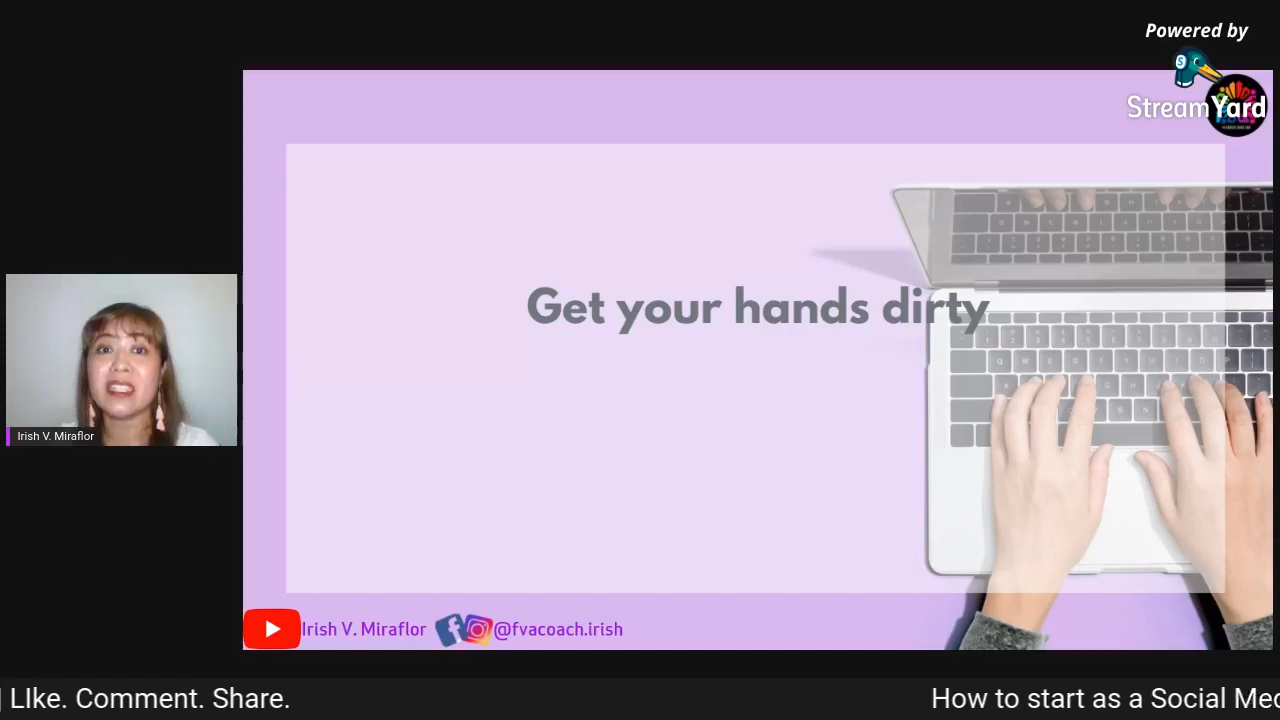 Powered by
StreamYard
Get your hands dirty
Irish V. Miraflor
Irish V. Miraflor
@fvacoach.irish
| LIke. Comment. Share.
How to start as a Social Med